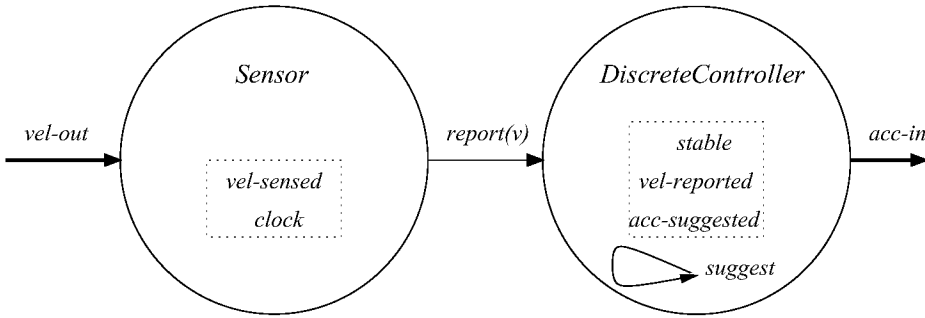 Sensor
DiscreteController
vel-out
report(v)
acc-in
vel-sensed
clock
stable
vel-reported
acc-suggested
suggest